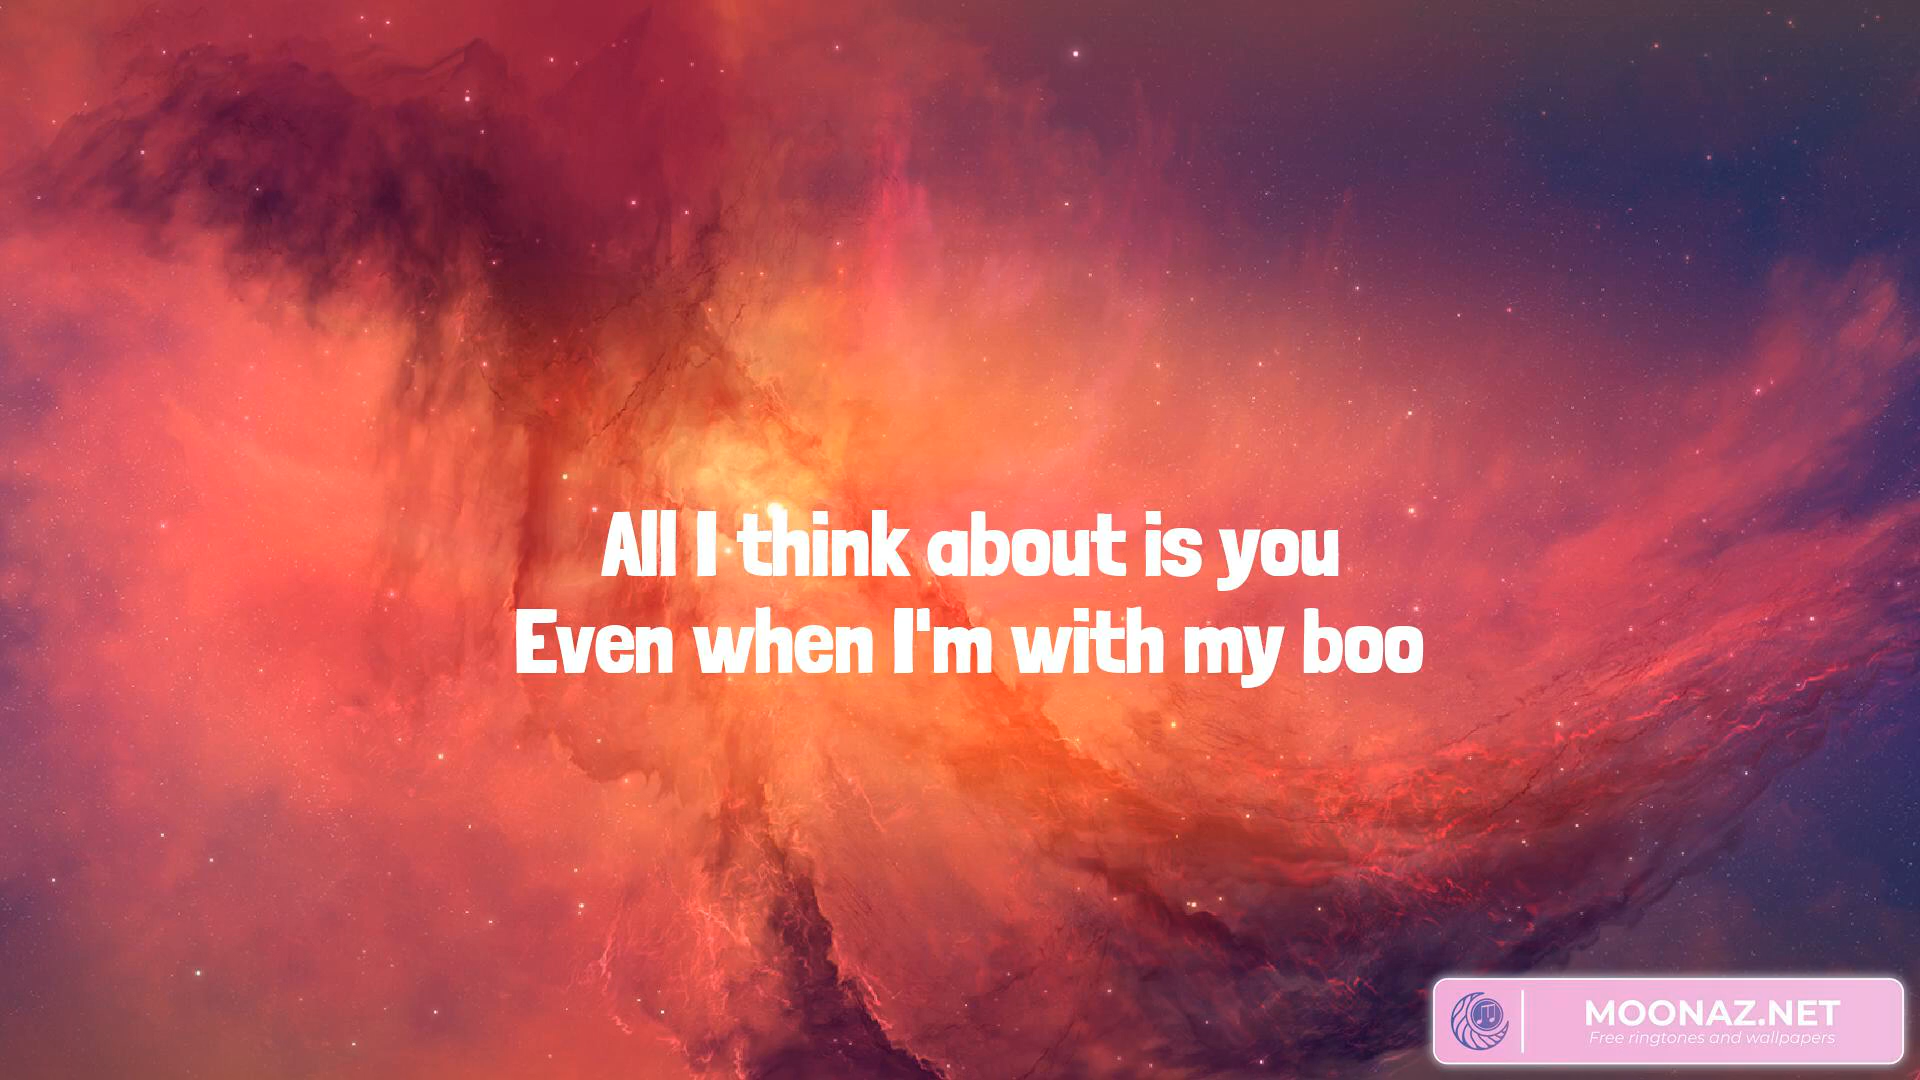 All I think about is you
Even when I'm with my boo
MOONAZ.NET
Free ringtones and wallpapers